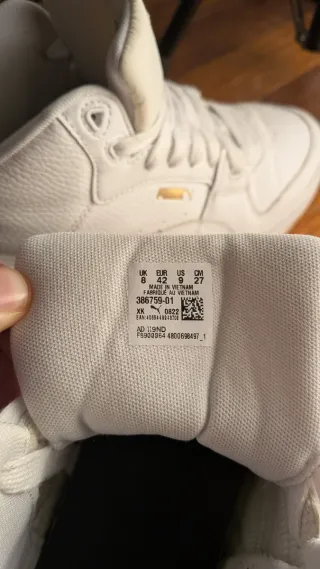 UK EUR US CM
8 42 9 27
MADE IN VIETNAM
FABRIQUÉ AU VIETNAM
386759-01
XK 0822
AD 119ND